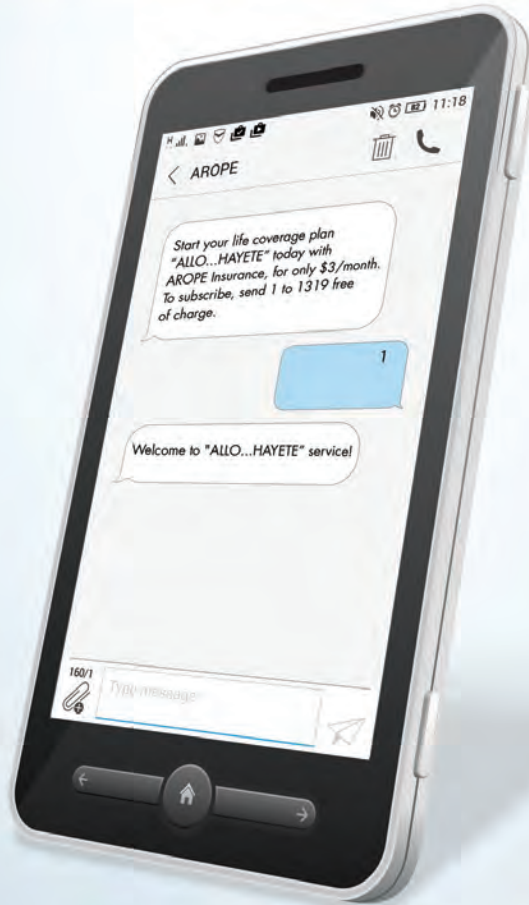 H 82 11:18
AROPE
Start your life coverage plan
"ALLO...HAYETE" today with
AROPE Insurance, for only $3/month.
To subscribe, send 1 to 1319 free
of charge.
1
Welcome to "ALLO...HAYETE" service!
160/1
Type message